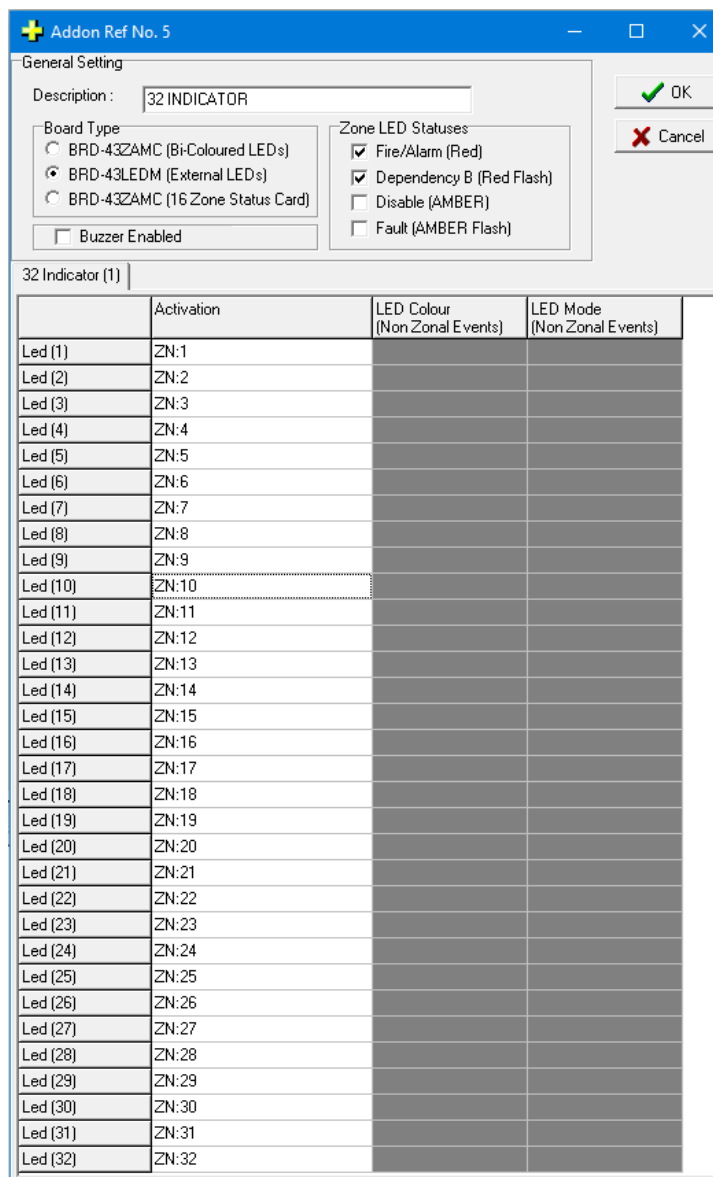 Addon Ref No. 5
General Setting
Description : 32 INDICATOR
OK
Cancel
Board Type
BRD-43ZAMC (Bi-Coloured LEDs)
BRD-43LEDM (External LEDs)
BRD-43ZAMC (16 Zone Status Card)
Buzzer Enabled
Zone LED Statuses
Fire/Alarm (Red)
Dependency B (Red Flash)
Disable (AMBER)
Fault (AMBER Flash)
32 Indicator (1)
Activation LED Colour (Non Zonal Events) LED Mode (Non Zonal Events)
Led (1) ZN:1
Led (2) ZN:2
Led (3) ZN:3
Led (4) ZN:4
Led (5) ZN:5
Led (6) ZN:6
Led (7) ZN:7
Led (8) ZN:8
Led (9) ZN:9
Led (10) ZN:10
Led (11) ZN:11
Led (12) ZN:12
Led (13) ZN:13
Led (14) ZN:14
Led (15) ZN:15
Led (16) ZN:16
Led (17) ZN:17
Led (18) ZN:18
Led (19) ZN:19
Led (20) ZN:20
Led (21) ZN:21
Led (22) ZN:22
Led (23) ZN:23
Led (24) ZN:24
Led (25) ZN:25
Led (26) ZN:26
Led (27) ZN:27
Led (28) ZN:28
Led (29) ZN:29
Led (30) ZN:30
Led (31) ZN:31
Led (32) ZN:32